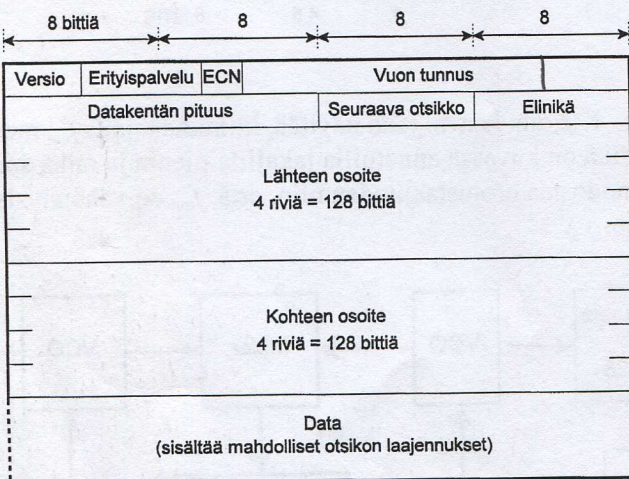 8 bittiä 8 8 8
Versio Erityispalvelu ECN Vuon tunnus
Datakentän pituus Seuraava otsikko Elinikä
Lähteen osoite
4 riviä = 128 bittiä
Kohteen osoite
4 riviä = 128 bittiä
Data
(sisältää mahdolliset otsikon laajennukset)